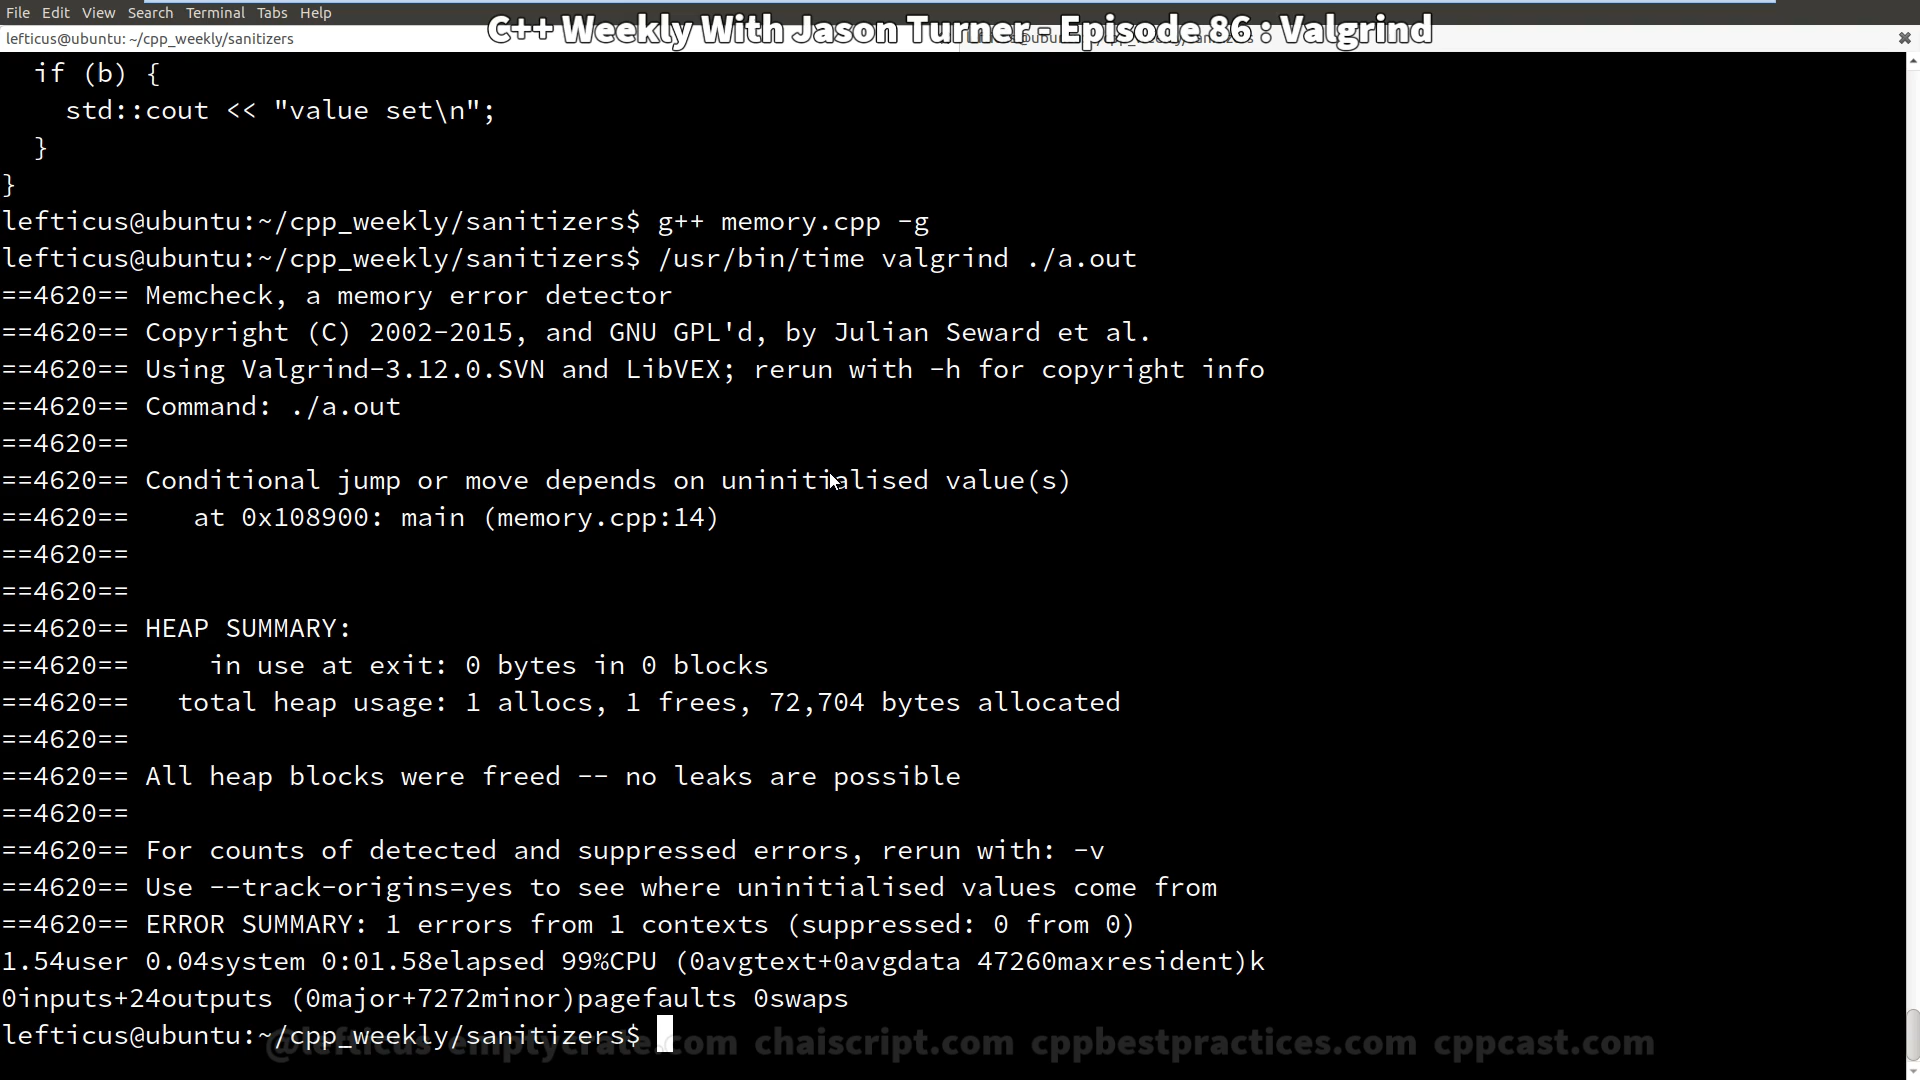 File Edit View Search Terminal Tabs Help
C++ Weekly With Jason Turner - Episode 86 : Valgrind
lefticus@ubuntu: ~/cpp_weekly/sanitizers
  if (b) {
    std::cout << "value set\n";
  }
}
lefticus@ubuntu:~/cpp_weekly/sanitizers$ g++ memory.cpp -g
lefticus@ubuntu:~/cpp_weekly/sanitizers$ /usr/bin/time valgrind ./a.out
==4620== Memcheck, a memory error detector
==4620== Copyright (C) 2002-2015, and GNU GPL'd, by Julian Seward et al.
==4620== Using Valgrind-3.12.0.SVN and LibVEX; rerun with -h for copyright info
==4620== Command: ./a.out
==4620==
==4620== Conditional jump or move depends on uninitialised value(s)
==4620==    at 0x108900: main (memory.cpp:14)
==4620==
==4620==
==4620== HEAP SUMMARY:
==4620==     in use at exit: 0 bytes in 0 blocks
==4620==   total heap usage: 1 allocs, 1 frees, 72,704 bytes allocated
==4620==
==4620== All heap blocks were freed -- no leaks are possible
==4620==
==4620== For counts of detected and suppressed errors, rerun with: -v
==4620== Use --track-origins=yes to see where uninitialised values come from
==4620== ERROR SUMMARY: 1 errors from 1 contexts (suppressed: 0 from 0)
1.54user 0.04system 0:01.58elapsed 99%CPU (0avgtext+0avgdata 47260maxresident)k
0inputs+24outputs (0major+7272minor)pagefaults 0swaps
lefticus@ubuntu:~/cpp_weekly/sanitizers$
@lefticus emptycrate.com chaiscript.com cppbestpractices.com cppcast.com